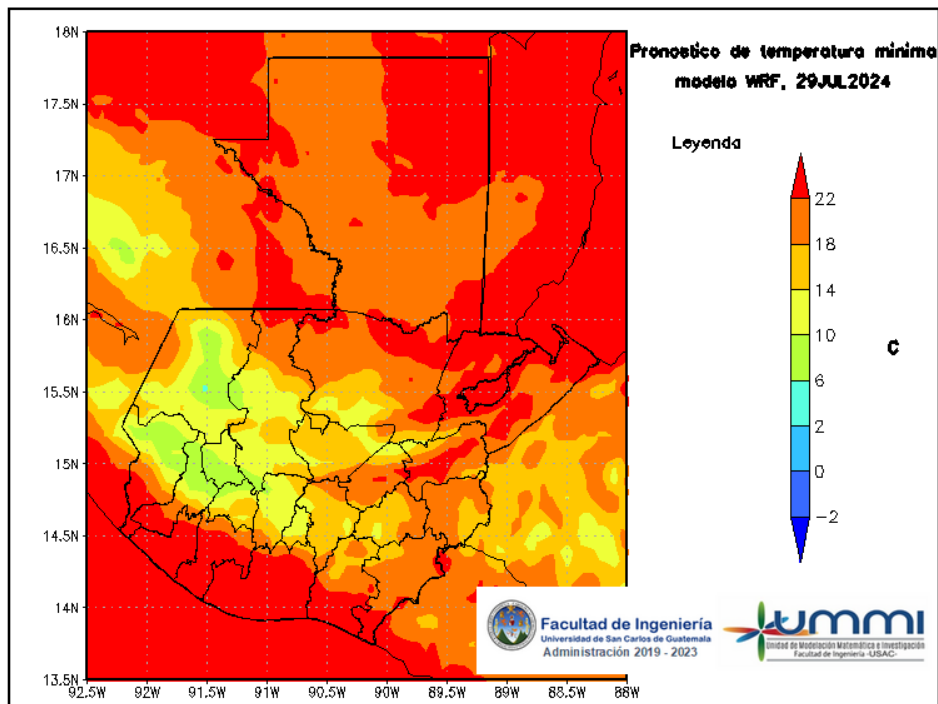 Pronostico de temperatura minima
modelo WRF, 29JUL2024
Leyenda
22
18
14
10
6
2
0
−2
C
18N
17.5N
17N
16.5N
16N
15.5N
15N
14.5N
14N
13.5N
92.5W 92W 91.5W 91W 90.5W 90W 89.5W 89W 88.5W 88W
Facultad de Ingeniería
Universidad de San Carlos de Guatemala
Administración 2019 - 2023
ummi
Unidad de Modelación Matemática e Investigación
Facultad de Ingeniería -USAC-